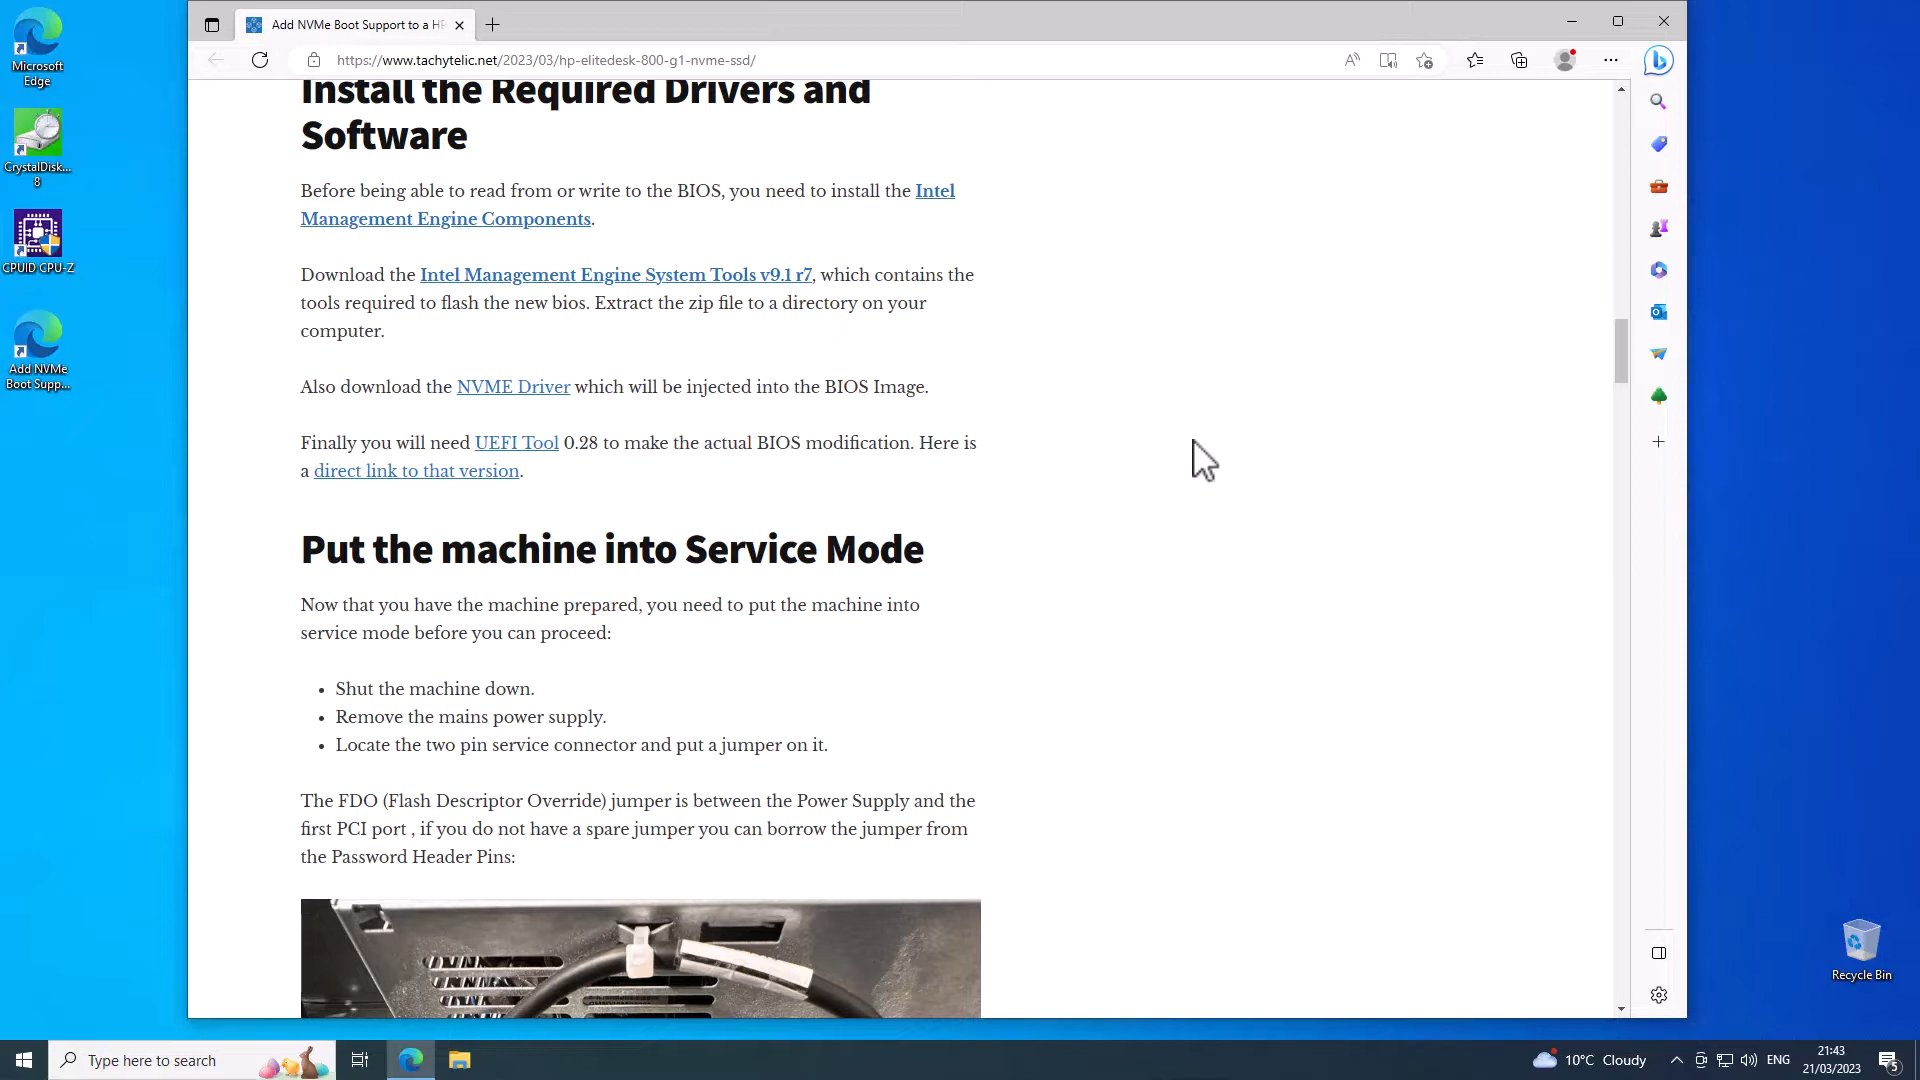 Microsoft
Edge
CrystalDisk...
8
CPUID CPU-Z
Add NVMe
Boot Supp...
Add NVMe Boot Support to a HP
https://www.tachytelic.net/2023/03/hp-elitedesk-800-g1-nvme-ssd/
Install the Required Drivers and
Software
Before being able to read from or write to the BIOS, you need to install the Intel
Management Engine Components.
Download the Intel Management Engine System Tools v9.1 r7, which contains the
tools required to flash the new bios. Extract the zip file to a directory on your
computer.
Also download the NVME Driver which will be injected into the BIOS Image.
Finally you will need UEFI Tool 0.28 to make the actual BIOS modification. Here is
a direct link to that version.
Put the machine into Service Mode
Now that you have the machine prepared, you need to put the machine into
service mode before you can proceed:
• Shut the machine down.
• Remove the mains power supply.
• Locate the two pin service connector and put a jumper on it.
The FDO (Flash Descriptor Override) jumper is between the Power Supply and the
first PCI port , if you do not have a spare jumper you can borrow the jumper from
the Password Header Pins:
Recycle Bin
Type here to search
10°C Cloudy
ENG
21:43
21/03/2023
5